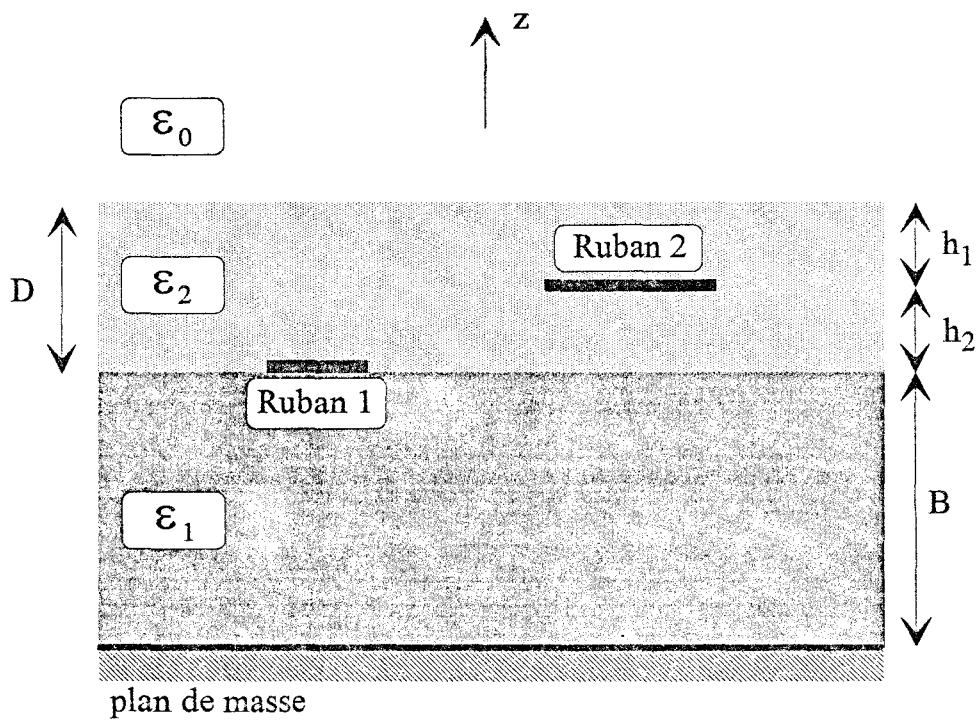 z
ε₀
D
ε₂
Ruban 2
h₁
h₂
Ruban 1
ε₁
B
plan de masse